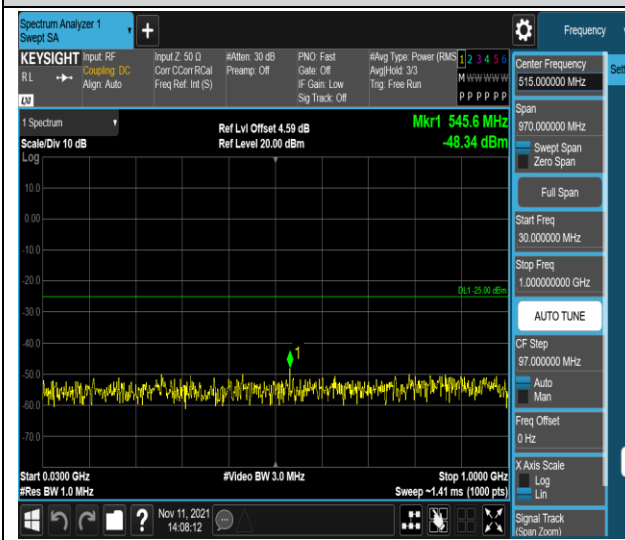 Spectrum Analyzer 1
Swept SA
+
Frequency
KEYSIGHT
RL
LXI
Input: RF
Coupling: DC
Align: Auto
Input Z: 50 Ω
Corr CCorr RCal
Freq Ref: Int (S)
#Atten: 30 dB
Preamp: Off
PNO: Fast
Gate: Off
IF Gain: Low
Sig Track: Off
#Avg Type: Power (RMS
Avg|Hold: 3/3
Trig: Free Run
1 2 3 4 5 6
M W W W W W
P P P P P P
1 Spectrum
Scale/Div 10 dB
Log
Ref Lvl Offset 4.59 dB
Ref Level 20.00 dBm
Mkr1 545.6 MHz
-48.34 dBm
10.0
0.00
-10.0
-20.0
DL1 -25.00 dBm
-30.0
-40.0
1
-50.0
-60.0
-70.0
Start 0.0300 GHz
#Video BW 3.0 MHz
Stop 1.0000 GHz
#Res BW 1.0 MHz
Sweep ~1.41 ms (1000 pts)
?
Nov 11, 2021
14:08:12
Center Frequency
515.000000 MHz
Sett
Span
970.000000 MHz
Swept Span
Zero Span
Full Span
Start Freq
30.000000 MHz
Stop Freq
1.000000000 GHz
AUTO TUNE
CF Step
97.000000 MHz
Auto
Man
Freq Offset
0 Hz
X Axis Scale
Log
Lin
Signal Track
(Span Zoom)